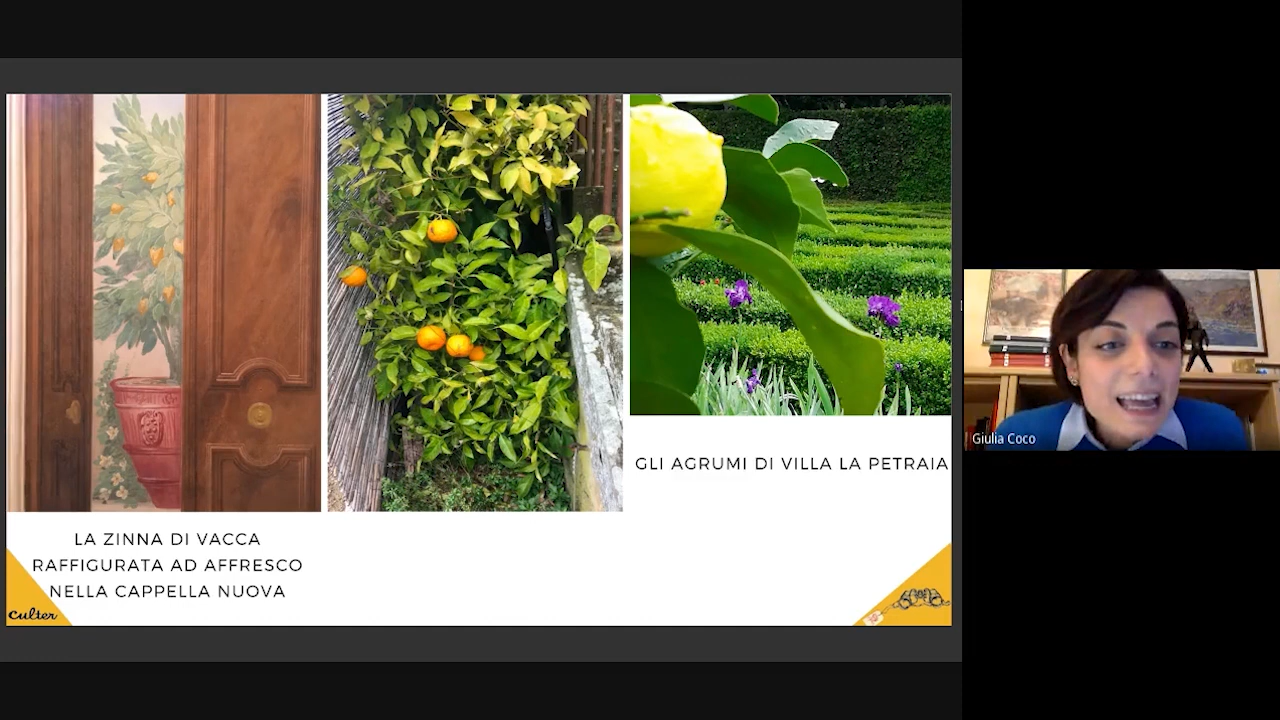 GLI AGRUMI DI VILLA LA PETRAIA
LA ZINNA DI VACCA
RAFFIGURATA AD AFFRESCO
NELLA CAPPELLA NUOVA
culter
Giulia Coco